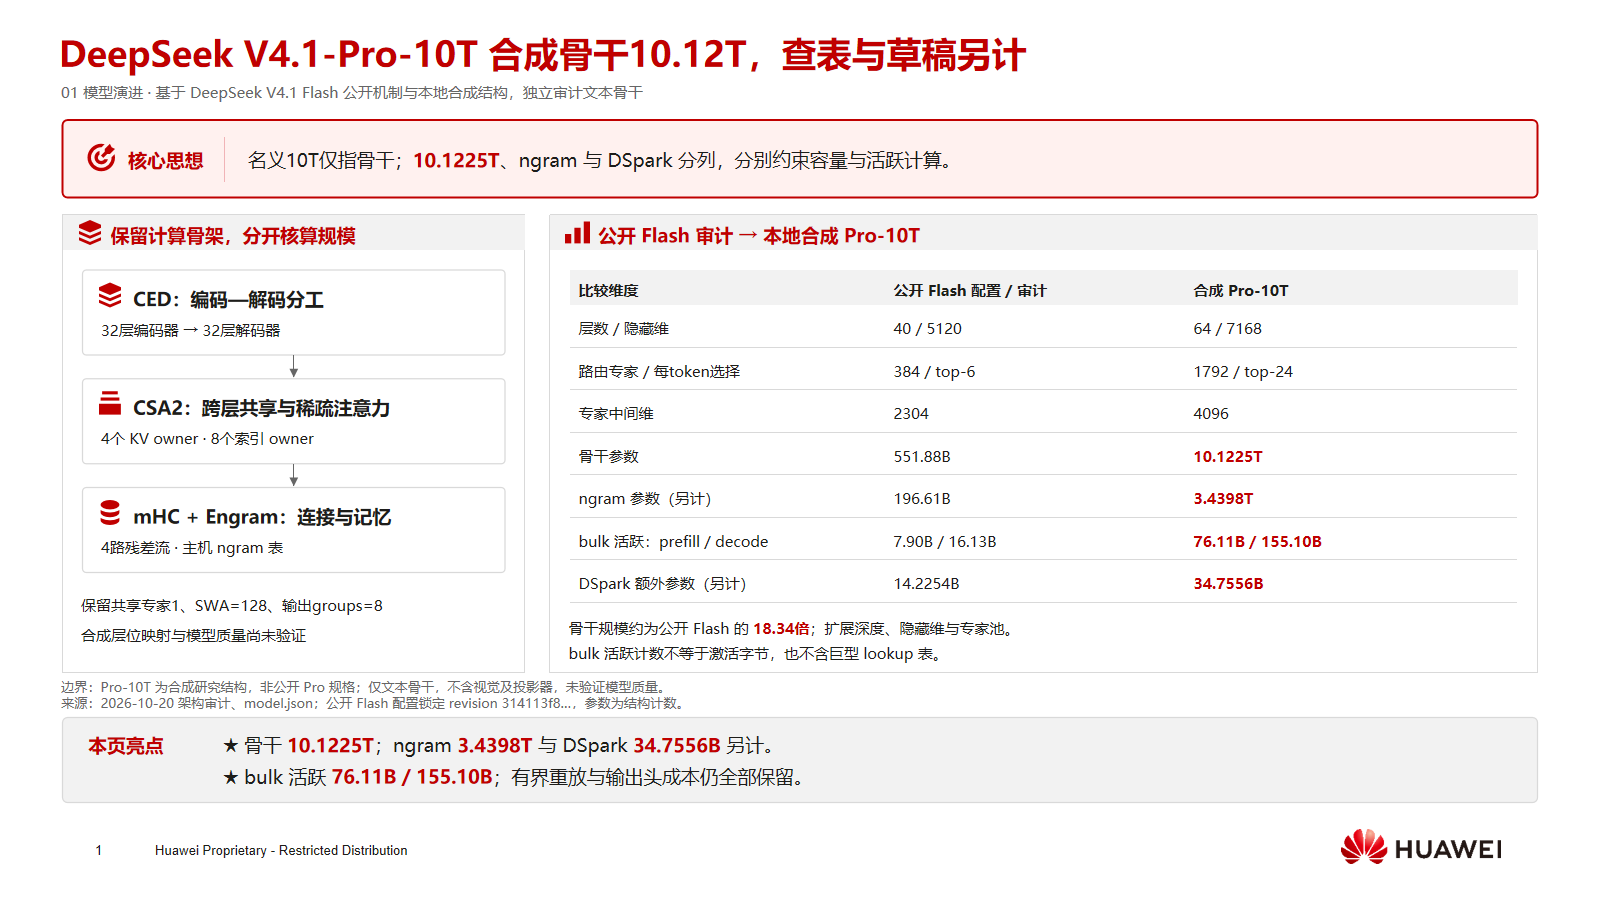 DeepSeek V4.1-Pro-10T 合成骨干10.12T，查表与草稿另计
01 模型演进 · 基于 DeepSeek V4.1 Flash 公开机制与本地合成结构，独立审计文本骨干
核心思想
名义10T仅指骨干；10.1225T、ngram 与 DSpark 分列，分别约束容量与活跃计算。
保留计算骨架，分开核算规模
CED：编码—解码分工
32层编码器 → 32层解码器
CSA2：跨层共享与稀疏注意力
4个 KV owner · 8个索引 owner
mHC + Engram：连接与记忆
4路残差流 · 主机 ngram 表
保留共享专家1、SWA=128、输出groups=8
合成层位映射与模型质量尚未验证
公开 Flash 审计 → 本地合成 Pro-10T
比较维度 公开 Flash 配置 / 审计 合成 Pro-10T
层数 / 隐藏维 40 / 5120 64 / 7168
路由专家 / 每token选择 384 / top-6 1792 / top-24
专家中间维 2304 4096
骨干参数 551.88B 10.1225T
ngram 参数（另计） 196.61B 3.4398T
bulk 活跃：prefill / decode 7.90B / 16.13B 76.11B / 155.10B
DSpark 额外参数（另计） 14.2254B 34.7556B
骨干规模约为公开 Flash 的 18.34倍；扩展深度、隐藏维与专家池。
bulk 活跃计数不等于激活字节，也不含巨型 lookup 表。
边界：Pro-10T 为合成研究结构，非公开 Pro 规格；仅文本骨干，不含视觉及投影器，未验证模型质量。
来源：2026-10-20 架构审计、model.json；公开 Flash 配置锁定 revision 314113f8…，参数为结构计数。
本页亮点
★ 骨干 10.1225T；ngram 3.4398T 与 DSpark 34.7556B 另计。
★ bulk 活跃 76.11B / 155.10B；有界重放与输出头成本仍全部保留。
1 Huawei Proprietary - Restricted Distribution
HUAWEI